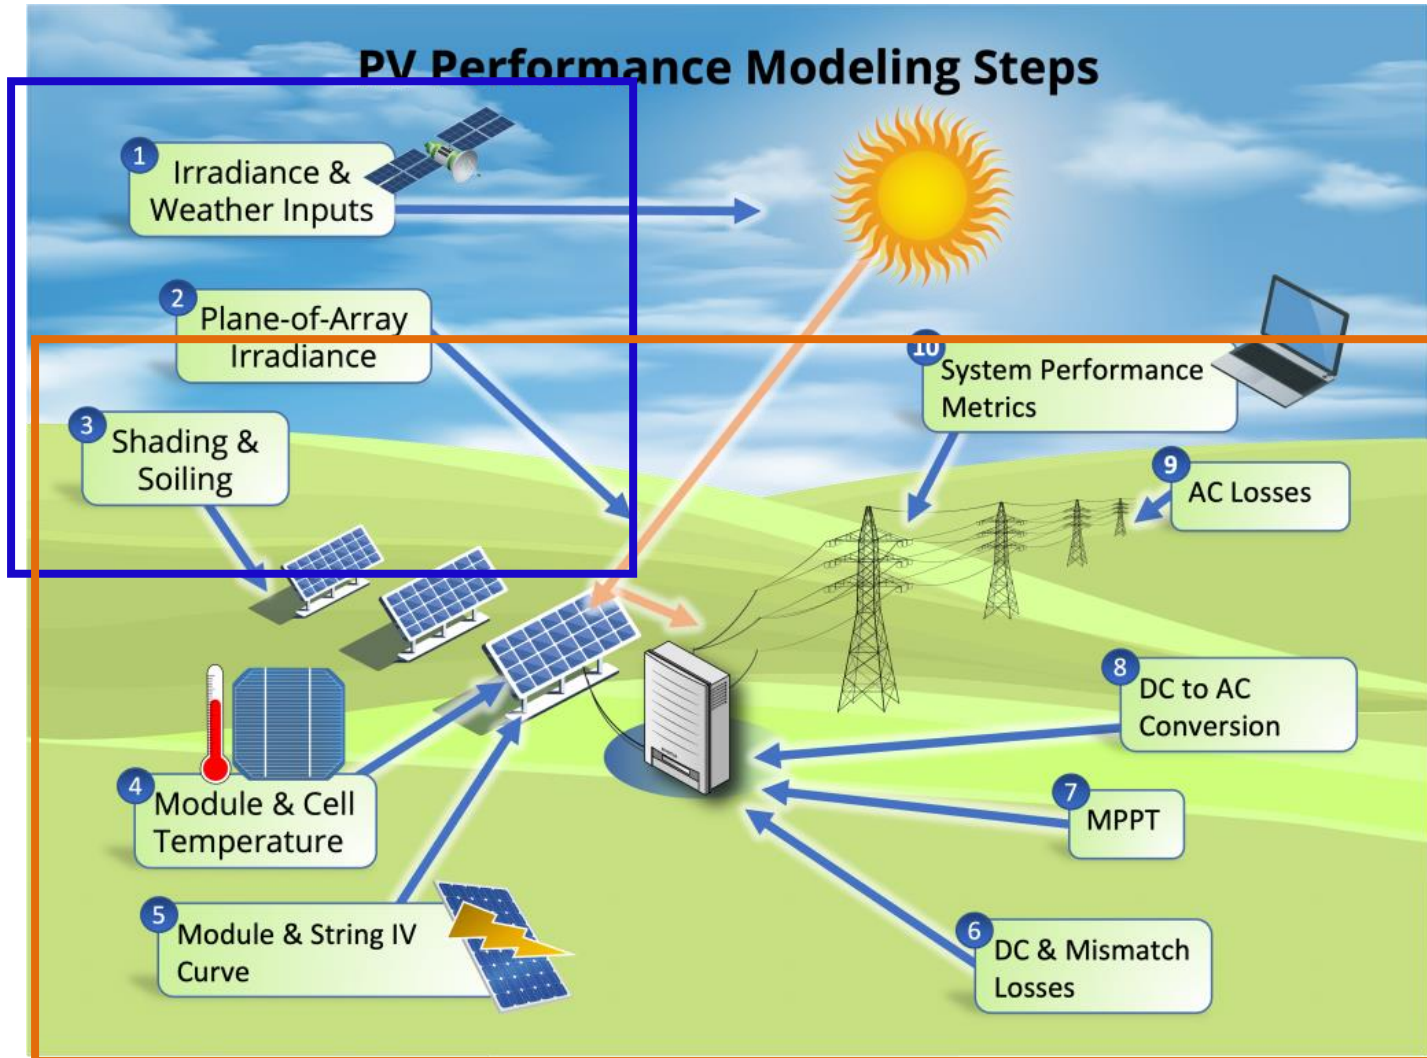 PV Performance Modeling Steps
1
Irradiance &
Weather Inputs
2
Plane-of-Array
Irradiance
3
Shading &
Soiling
4
Module & Cell
Temperature
5
Module & String IV
Curve
6
DC & Mismatch
Losses
7
MPPT
8
DC to AC
Conversion
9
AC Losses
10
System Performance
Metrics